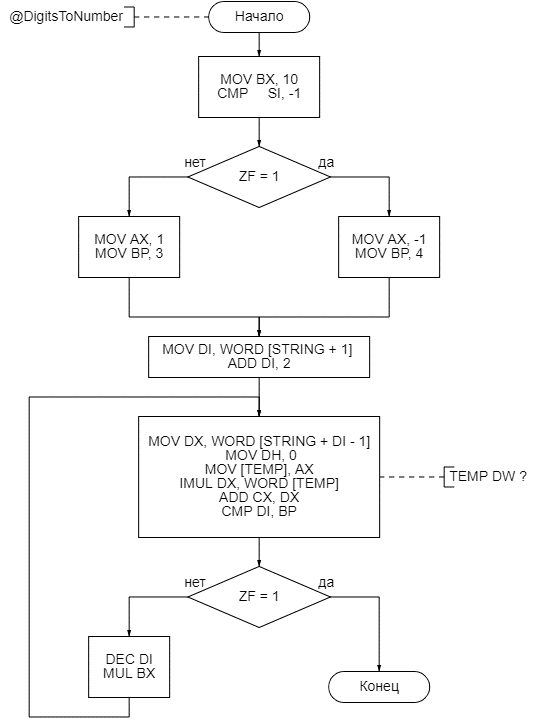 @DigitsToNumber
Начало
MOV BX, 10
CMP SI, -1
нет
да
ZF = 1
MOV AX, 1
MOV BP, 3
MOV AX, -1
MOV BP, 4
MOV DI, WORD [STRING + 1]
ADD DI, 2
MOV DX, WORD [STRING + DI - 1]
MOV DH, 0
MOV [TEMP], AX
IMUL DX, WORD [TEMP]
ADD CX, DX
CMP DI, BP
TEMP DW ?
нет
да
ZF = 1
DEC DI
MUL BX
Конец